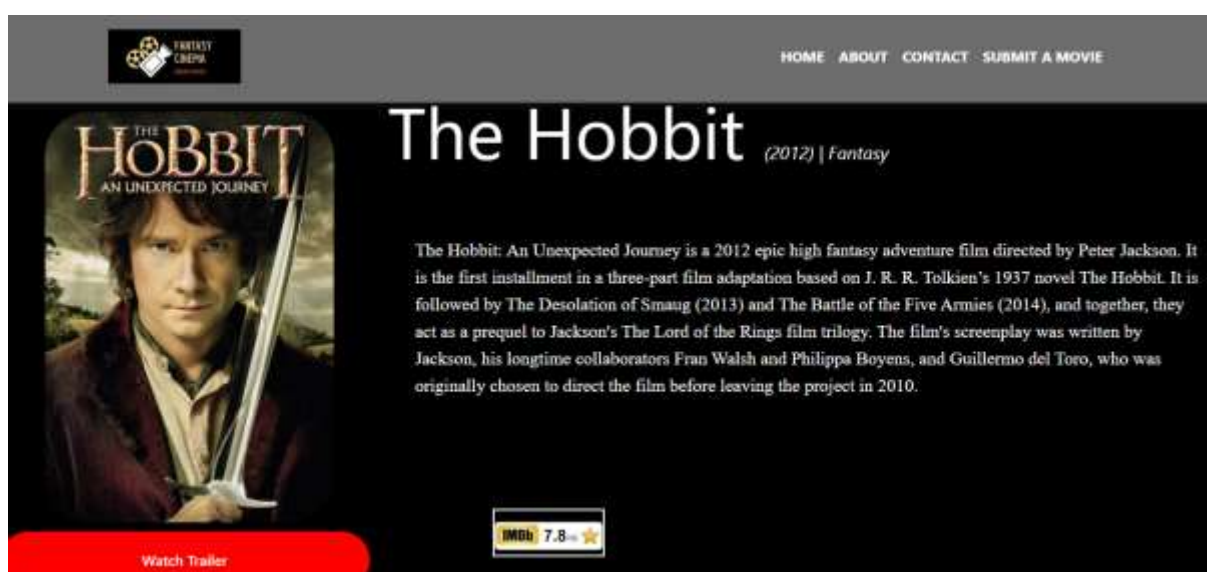 FANTASY
CINEMA
HOME ABOUT CONTACT SUBMIT A MOVIE
THE
HOBBIT
AN UNEXPECTED JOURNEY
The Hobbit (2012) | Fantasy
The Hobbit: An Unexpected Journey is a 2012 epic high fantasy adventure film directed by Peter Jackson. It
is the first installment in a three-part film adaptation based on J. R. R. Tolkien's 1937 novel The Hobbit. It is
followed by The Desolation of Smaug (2013) and The Battle of the Five Armies (2014), and together, they
act as a prequel to Jackson's The Lord of the Rings film trilogy. The film's screenplay was written by
Jackson, his longtime collaborators Fran Walsh and Philippa Boyens, and Guillermo del Toro, who was
originally chosen to direct the film before leaving the project in 2010.
IMDb 7.8
Watch Trailer